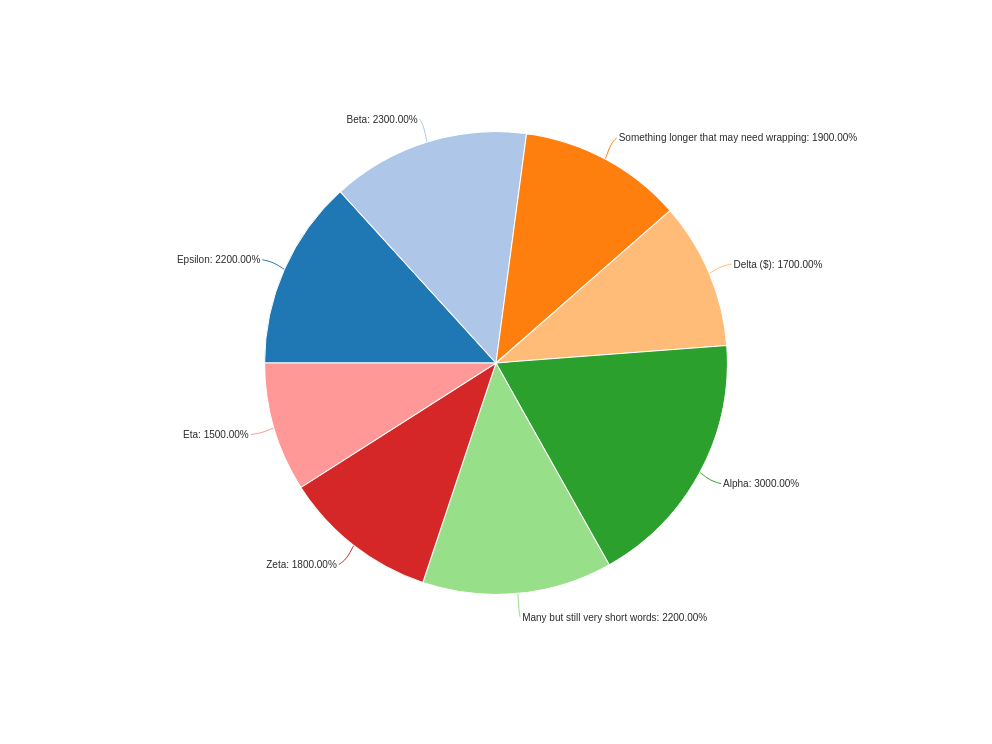 Beta: 2300.00%
Something longer that may need wrapping: 1900.00%
Epsilon: 2200.00%
Delta ($): 1700.00%
Eta: 1500.00%
Alpha: 3000.00%
Zeta: 1800.00%
Many but still very short words: 2200.00%